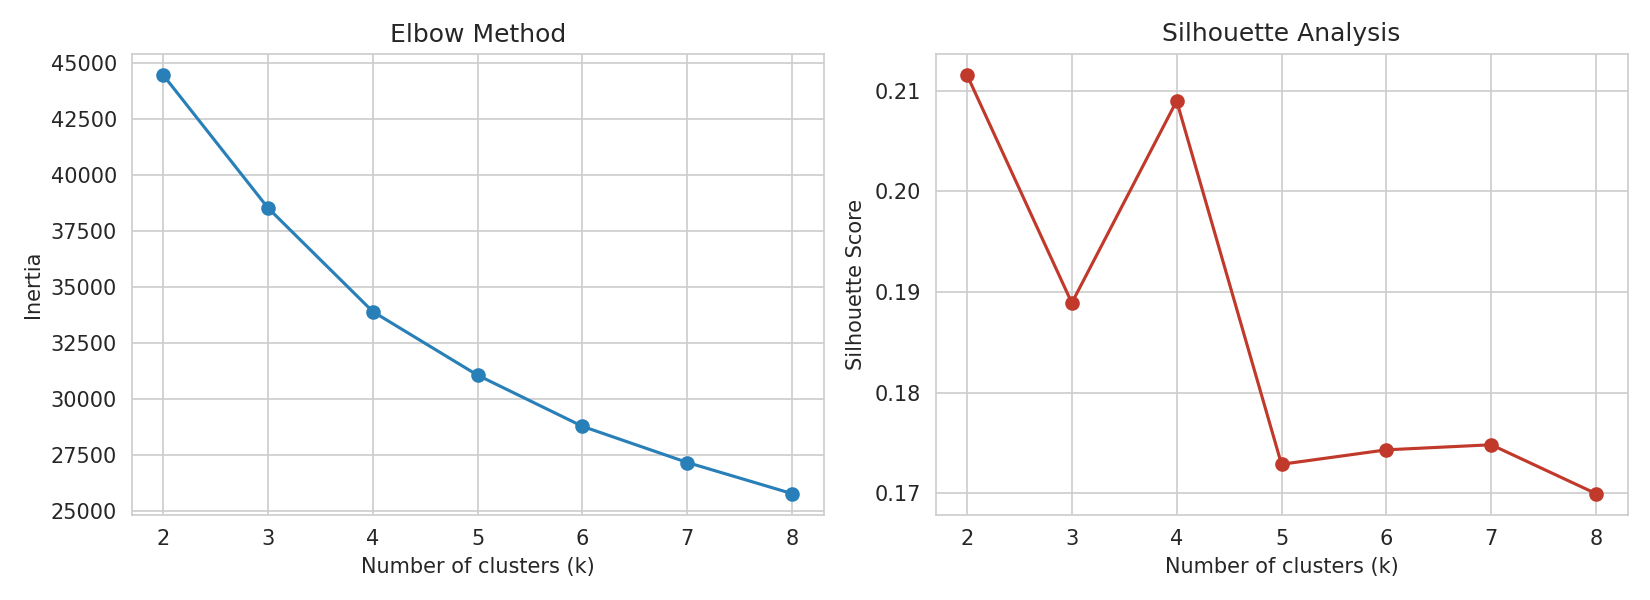 Elbow Method
Inertia
45000
42500
40000
37500
35000
32500
30000
27500
25000
2 3 4 5 6 7 8
Number of clusters (k)
Silhouette Analysis
Silhouette Score
0.21
0.20
0.19
0.18
0.17
2 3 4 5 6 7 8
Number of clusters (k)